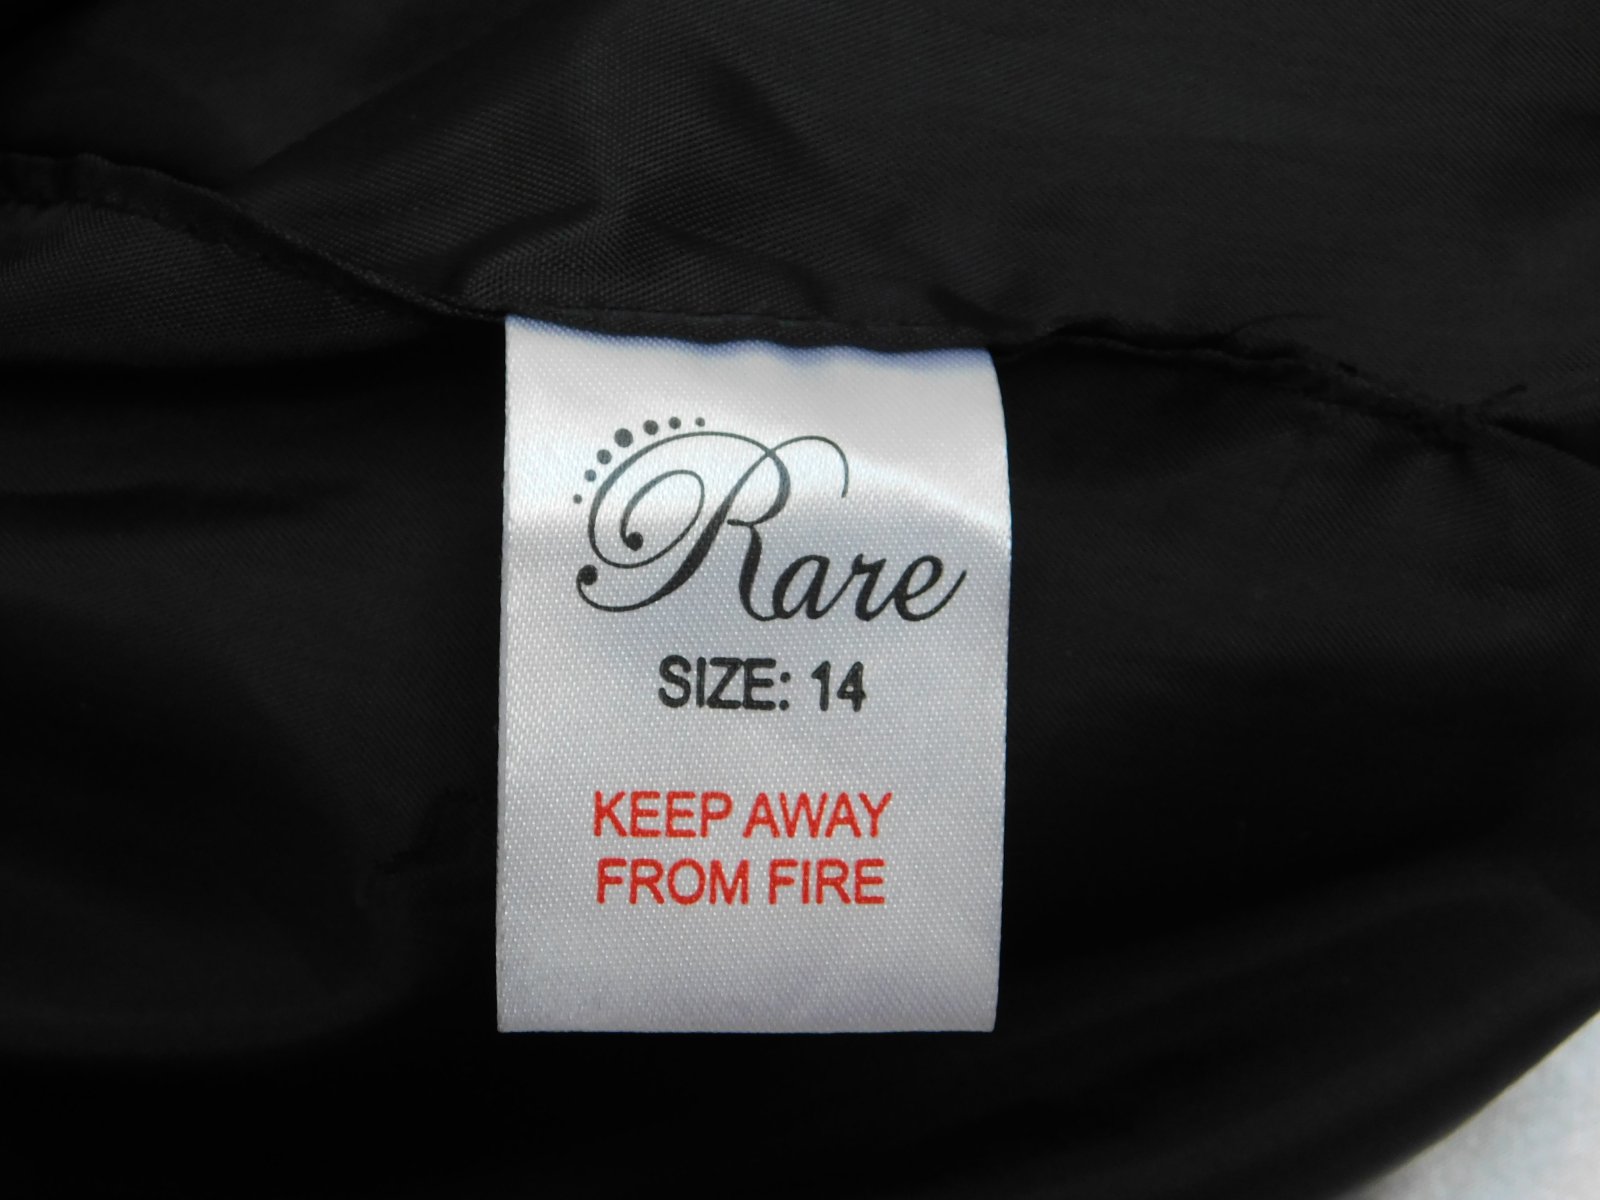 Rare
SIZE: 14
KEEP AWAY
FROM FIRE